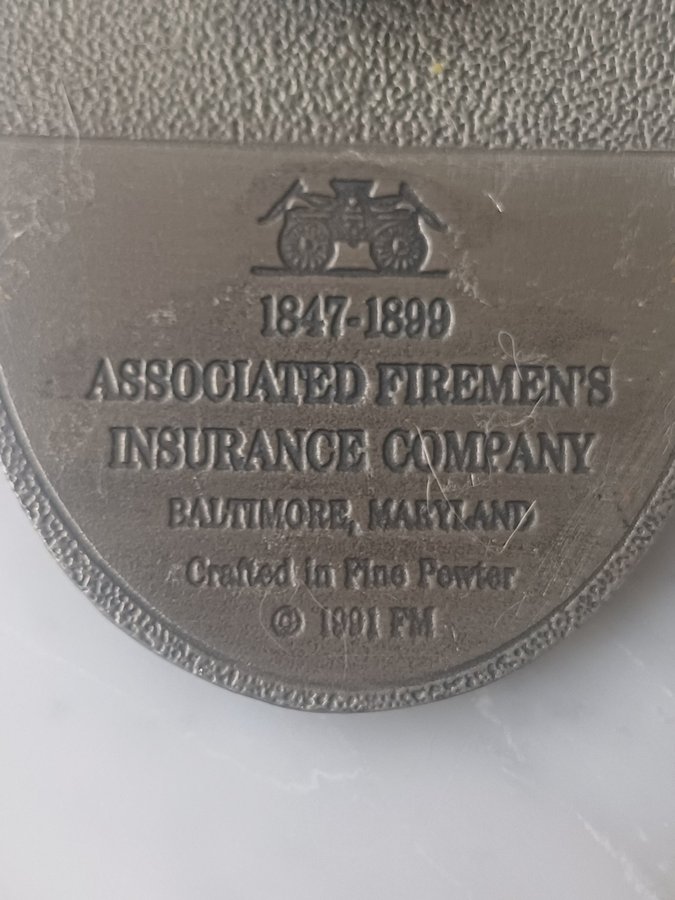 1847-1899
ASSOCIATED FIREMEN'S
INSURANCE COMPANY
BALTIMORE, MARYLAND
Crafted in Fine Pewter
© 1991 FM